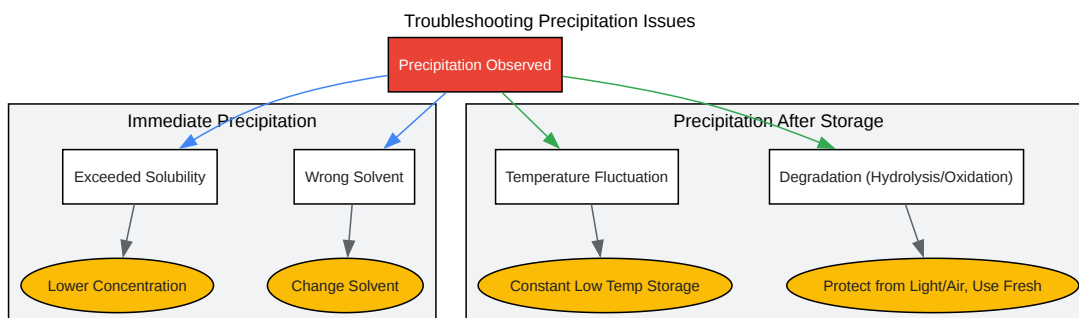 Troubleshooting Precipitation Issues
Precipitation Observed
Immediate Precipitation
Precipitation After Storage
Exceeded Solubility
Wrong Solvent
Temperature Fluctuation
Degradation (Hydrolysis/Oxidation)
Lower Concentration
Change Solvent
Constant Low Temp Storage
Protect from Light/Air, Use Fresh